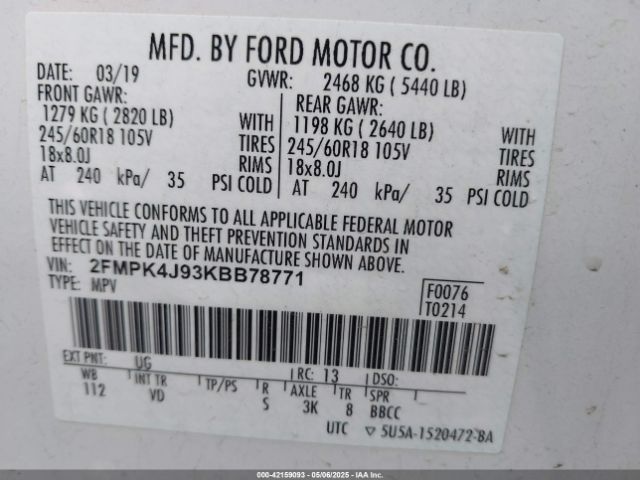 MFD. BY FORD MOTOR CO.
DATE: 03/19 GVWR: 2468 KG ( 5440 LB)
FRONT GAWR: REAR GAWR:
1279 KG ( 2820 LB) WITH 1198 KG ( 2640 LB) WITH
245/60R18 105V TIRES 245/60R18 105V TIRES
18x8.0J RIMS 18x8.0J RIMS
AT 240 kPa/ 35 PSI COLD AT 240 kPa/ 35 PSI COLD
THIS VEHICLE CONFORMS TO ALL APPLICABLE FEDERAL MOTOR
VEHICLE SAFETY AND THEFT PREVENTION STANDARDS IN
EFFECT ON THE DATE OF MANUFACTURE SHOWN ABOVE.
VIN: 2FMPK4J93KBB78771 F0076
TYPE: MPV T0214
EXT PNT: UG RC: 13 DSO:
WB INT TR TP/PS R AXLE TR SPR
112 VD S 3K 8 BBCC
UTC ▽ 5U5A-1520472-BA
000-42159093 - 05/06/2025 - IAAI.COM